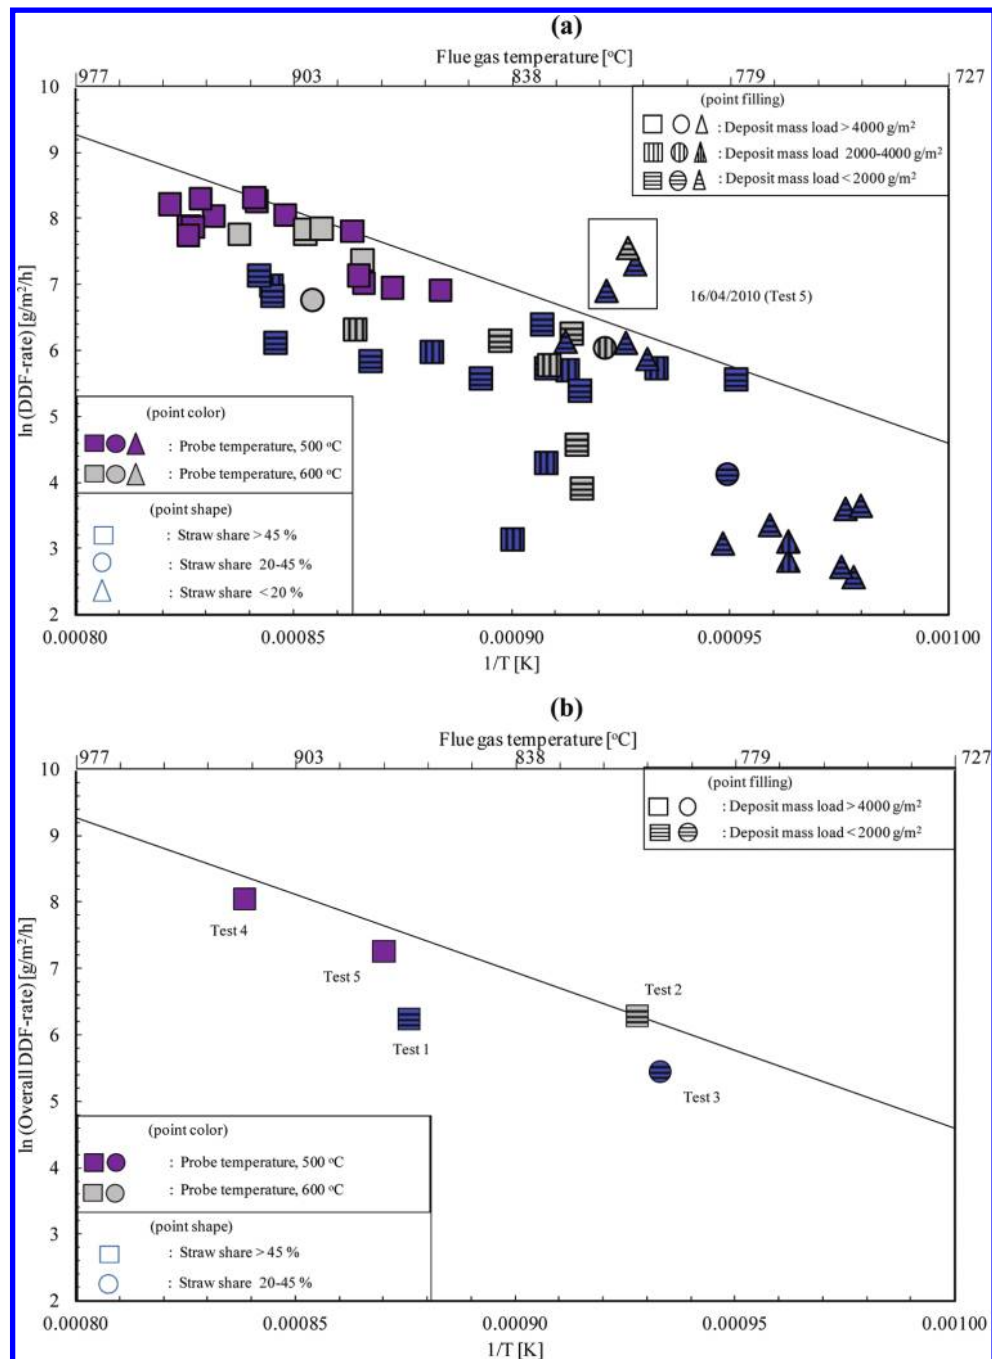 (a)
Flue gas temperature [°C]
977 903 838 779 727
10
9
8
7
6
5
4
3
2
ln (DDF-rate) [g/m²/h]
(point filling)
: Deposit mass load > 4000 g/m²
: Deposit mass load 2000-4000 g/m²
: Deposit mass load < 2000 g/m²
16/04/2010 (Test 5)
(point color)
: Probe temperature, 500 °C
: Probe temperature, 600 °C
(point shape)
: Straw share > 45 %
: Straw share 20-45 %
: Straw share < 20 %
0.00080 0.00085 0.00090 0.00095 0.00100
1/T [K]
(b)
Flue gas temperature [°C]
977 903 838 779 727
10
9
8
7
6
5
4
3
2
ln (Overall DDF-rate) [g/m²/h]
(point filling)
: Deposit mass load > 4000 g/m²
: Deposit mass load < 2000 g/m²
Test 4
Test 5
Test 2
Test 1
Test 3
(point color)
: Probe temperature, 500 °C
: Probe temperature, 600 °C
(point shape)
: Straw share > 45 %
: Straw share 20-45 %
0.00080 0.00085 0.00090 0.00095 0.00100
1/T [K]